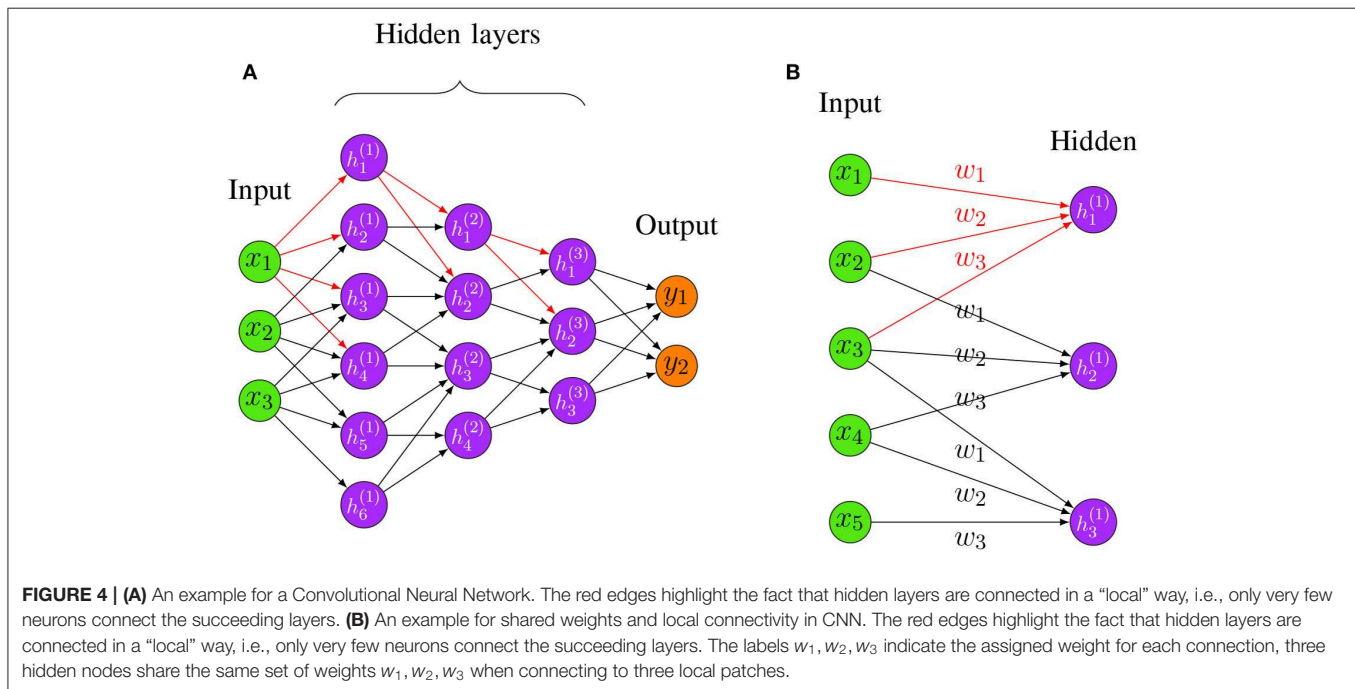 Hidden layers
A
Input
x₁
x₂
x₃
h₁⁽¹⁾
h₂⁽¹⁾
h₃⁽¹⁾
h₄⁽¹⁾
h₅⁽¹⁾
h₆⁽¹⁾
h₁⁽²⁾
h₂⁽²⁾
h₃⁽²⁾
h₄⁽²⁾
h₁⁽³⁾
h₂⁽³⁾
h₃⁽³⁾
Output
y₁
y₂
B
Input
x₁
x₂
x₃
x₄
x₅
w₁
w₂
w₃
w₁
w₂
w₃
w₁
w₂
w₃
Hidden
h₁⁽¹⁾
h₂⁽¹⁾
h₃⁽¹⁾
FIGURE 4 | (A) An example for a Convolutional Neural Network. The red edges highlight the fact that hidden layers are connected in a “local” way, i.e., only very few
neurons connect the succeeding layers. (B) An example for shared weights and local connectivity in CNN. The red edges highlight the fact that hidden layers are
connected in a “local” way, i.e., only very few neurons connect the succeeding layers. The labels w₁, w₂, w₃ indicate the assigned weight for each connection, three
hidden nodes share the same set of weights w₁, w₂, w₃ when connecting to three local patches.